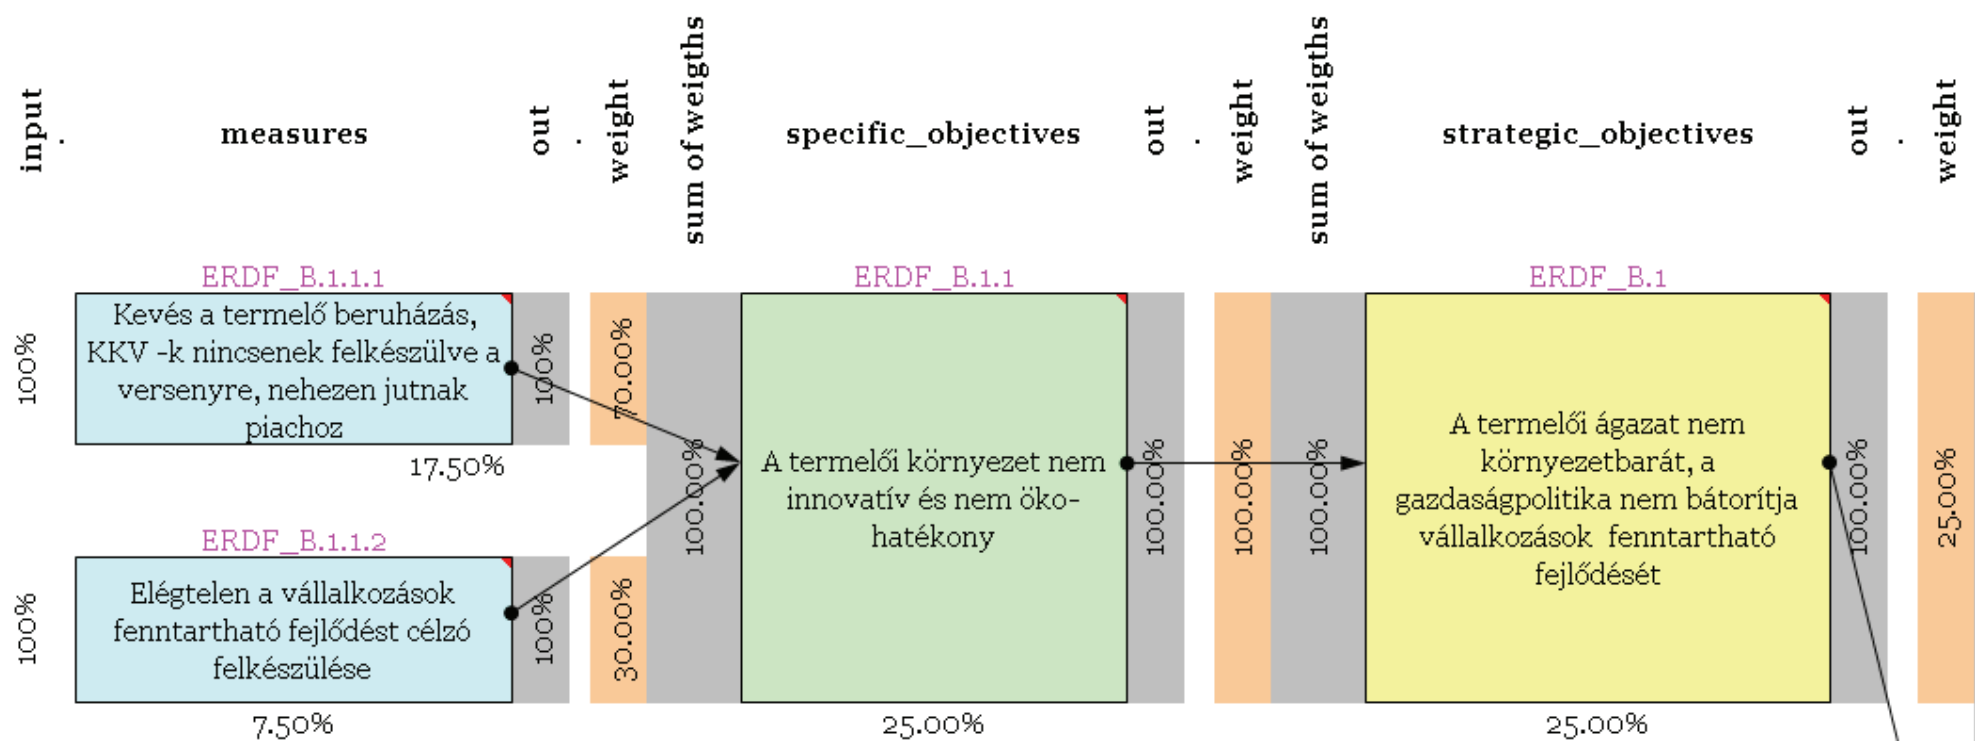 input
.
measures
out
.
weight
sum of weigths
specific_objectives
out
.
weight
sum of weigths
strategic_objectives
out
.
weight
ERDF_B.1.1.1
100%
Kevés a termelő beruházás,
KKV -k nincsenek felkészülve a
versenyre, nehezen jutnak
piachoz
100%
70.00%
17.50%
ERDF_B.1.1.2
100%
Elégtelen a vállalkozások
fenntartható fejlődést célzó
felkészülése
100%
30.00%
7.50%
100.00%
ERDF_B.1.1
A termelői környezet nem
innovatív és nem öko-
hatékony
100.00%
100.00%
25.00%
100.00%
ERDF_B.1
A termelői ágazat nem
környezetbarát, a
gazdaságpolitika nem bátorítja
vállalkozások fenntartható
fejlődését
100.00%
25.00%
25.00%